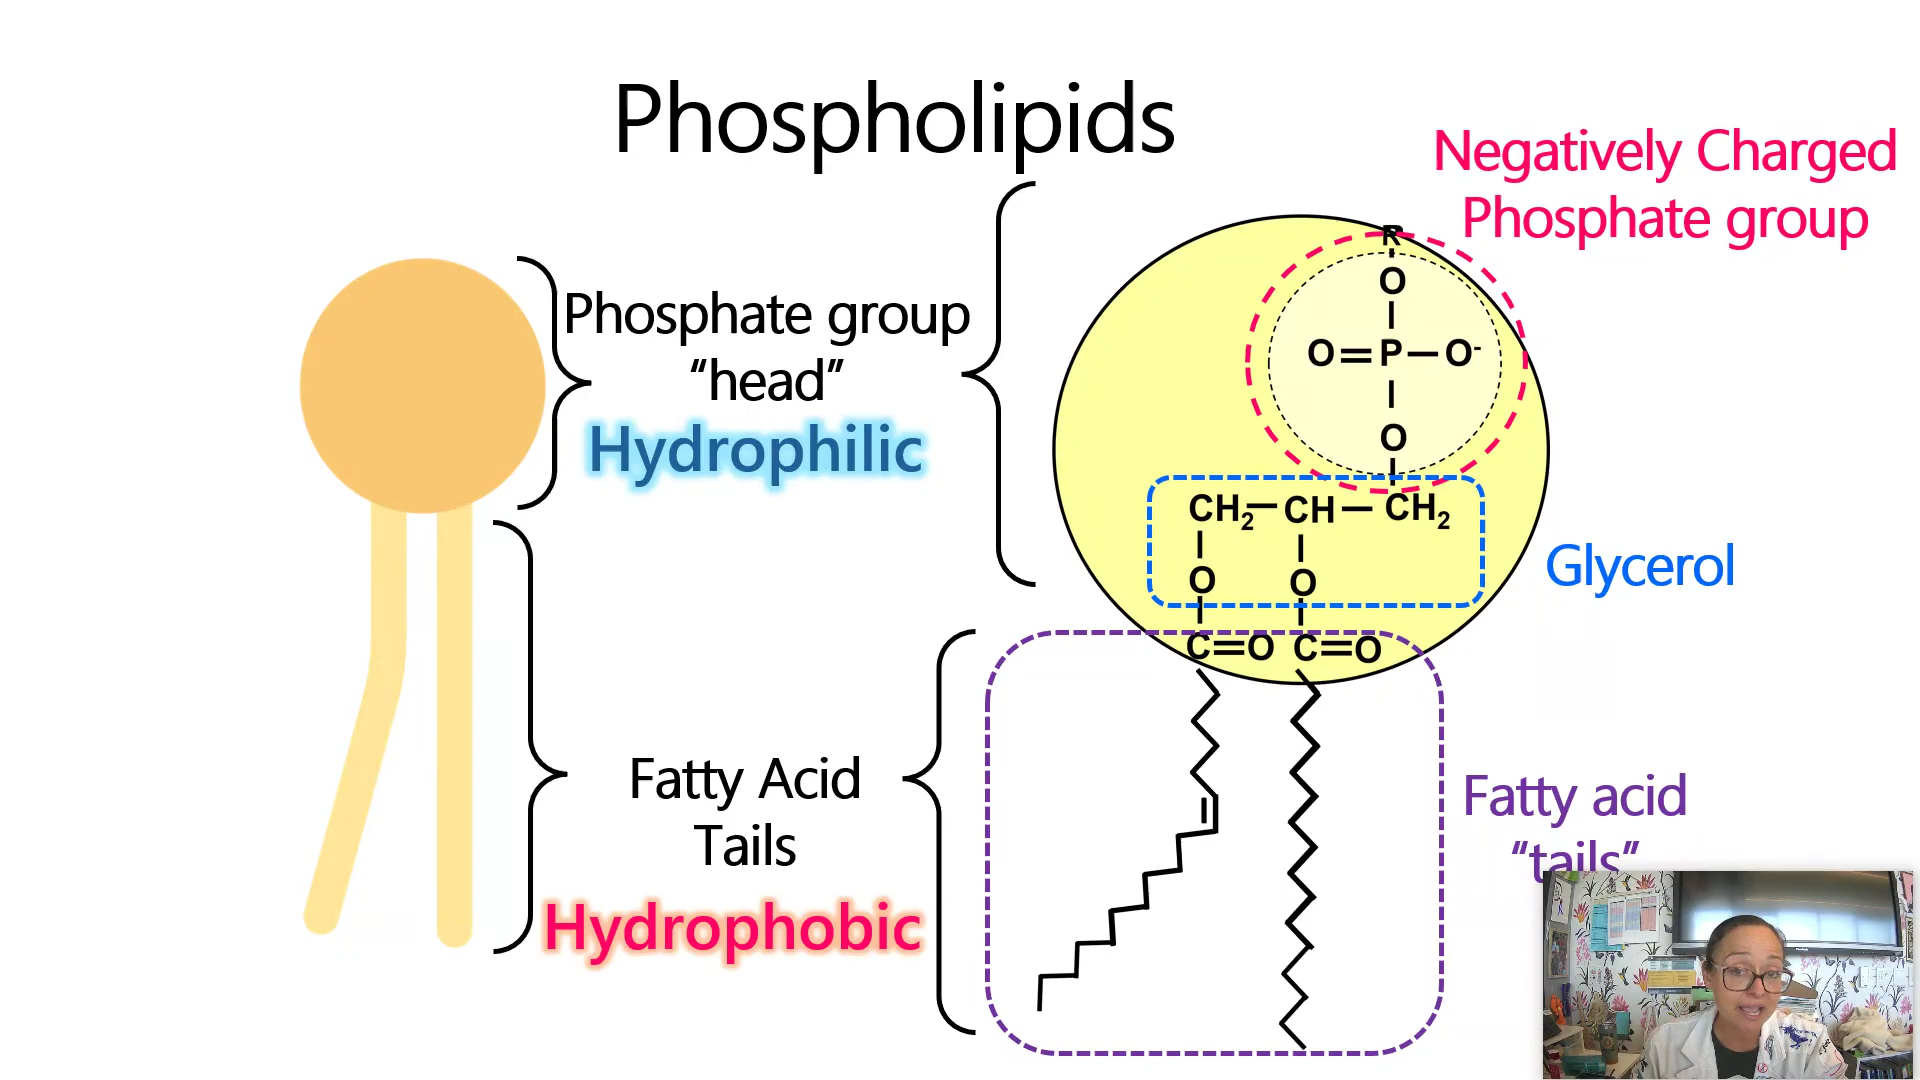 Phospholipids
Negatively Charged
Phosphate group
Phosphate group
“head”
Hydrophilic
R
O
O=P—O-
O
CH2—CH—CH2
O O
C=O C=O
Glycerol
Fatty Acid
Tails
Hydrophobic
Fatty acid
“tails”